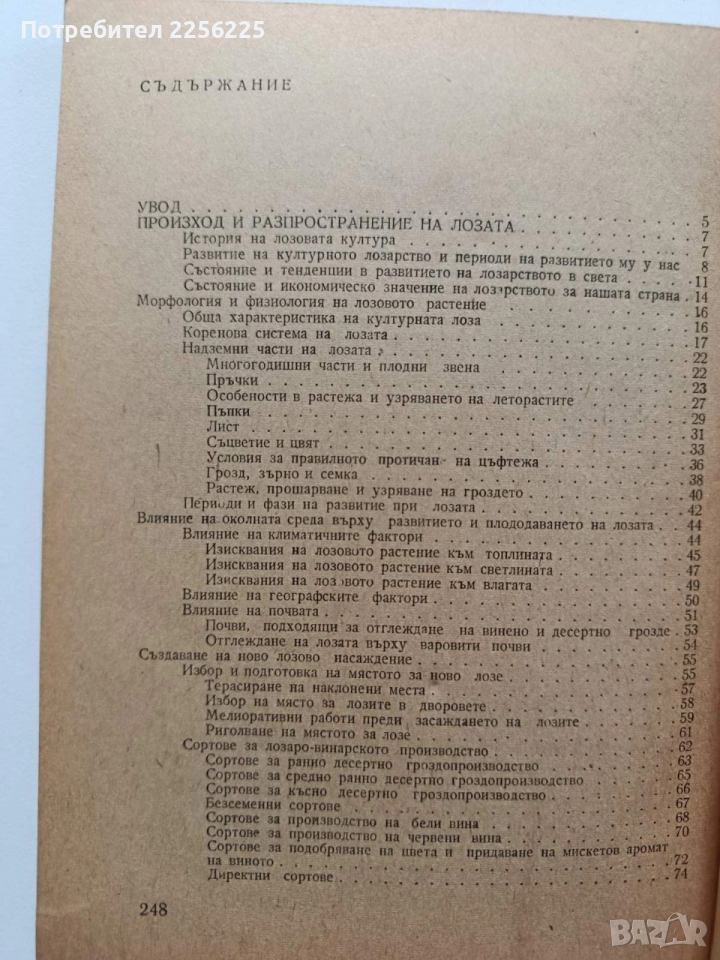 Потребител 2256225
СЪДЪРЖАНИЕ
УВОД . . . 5
ПРОИЗХОД И РАЗПРОСТРАНЕНИЕ НА ЛОЗАТА . . . 7
История на лозовата култура . . . 7
Развитие на културното лозарство и периоди на развитието му у нас 8
Състояние и тенденции в развитието на лозарството в света . . . 11
Състояние и икономическо значение на лозарството за нашата страна . 14
Морфология и физиология на лозовото растение . . . 16
Обща характеристика на културната лоза . . . 16
Коренова система на лозата . . . 17
Надземни части на лозата . . . 22
Многогодишни части и плодни звена . . . 22
Пръчки . . . 23
Особености в растежа и узряването на леторастите . . . 27
Пъпки . . . 29
Лист . . . 31
Съцветие и цвят . . . 33
Условия за правилното протичан на цъфтежа . . . 36
Грозд, зърно и семка . . . 38
Растеж, прошарване и узряване на гроздето . . . 40
Периоди и фази на развитие при лозата . . . 42
Влияние на околната среда върху развитието и плододаването на лозата . 44
Влияние на климатичните фактори . . . 44
Изисквания на лозовото растение към топлината . . . 45
Изисквания на лозовото растение към светлината . . . 47
Изисквания на лозовото растение към влагата . . . 49
Влияние на географските фактори . . . 50
Влияние на почвата . . . 51
Почви, подходящи за отглеждане на винено и десертно грозде . 53
Отглеждане на лозата върху варовити почви . . . 54
Създаване на ново лозово насаждение . . . 55
Избор и подготовка на мястото за ново лозе . . . 55
Терасиране на наклонени места . . . 57
Избор на място за лозите в дворовете . . . 58
Мелиоративни работи преди засаждането на лозите . . . 59
Риголване на мястото за лозе . . . 61
Сортове за лозаро-винарското производство . . . 62
Сортове за ранно десертно гроздопроизводство . . . 63
Сортове за средно ранно десертно гроздопроизводство . . . 65
Сортове за късно десертно гроздопроизводство . . . 66
Безсеменни сортове . . . 67
Сортове за производство на бели вина . . . 68
Сортове за производство на червени вина . . . 70
Сортове за подобряване на цвета и придаване на мискетов аромат
на виното . . . 72
Директни сортове . . . 74
248
BAZAR